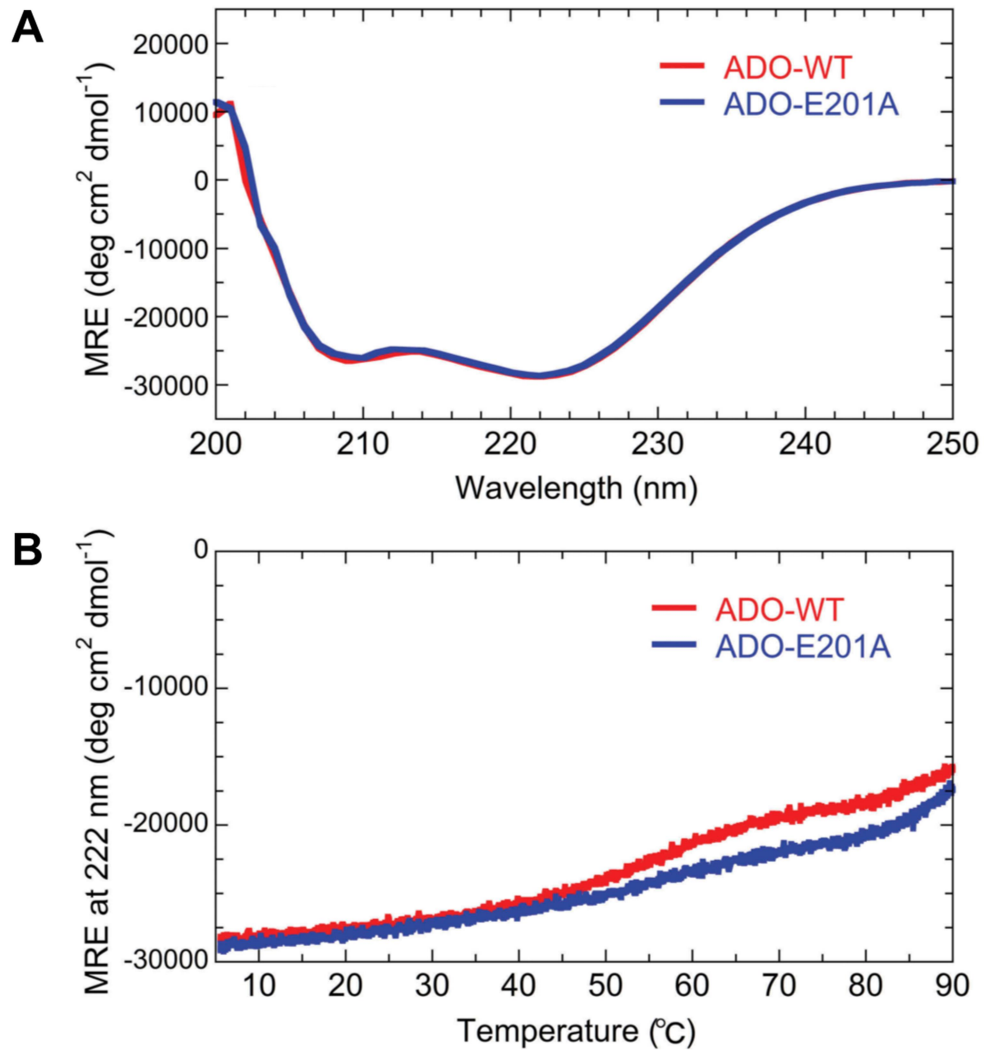 A
MRE (deg cm² dmol⁻¹)
20000
10000
0
-10000
-20000
-30000
ADO-WT
ADO-E201A
200 210 220 230 240 250
Wavelength (nm)
B
MRE at 222 nm (deg cm² dmol⁻¹)
0
-10000
-20000
-30000
ADO-WT
ADO-E201A
10 20 30 40 50 60 70 80 90
Temperature (℃)